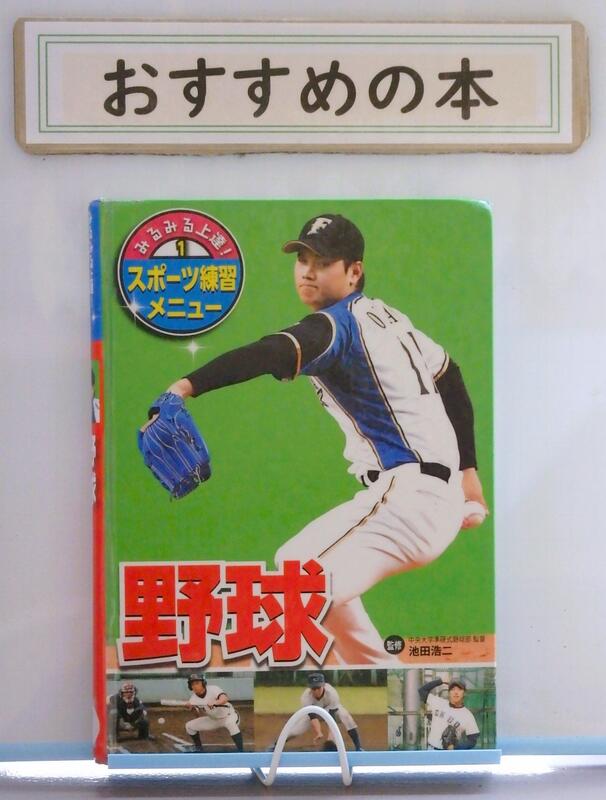 おすすめの本
みるみる上達!
1
スポーツ練習
メニュー
F
野球
監修
中央大学準硬式野球部 監督
池田浩二